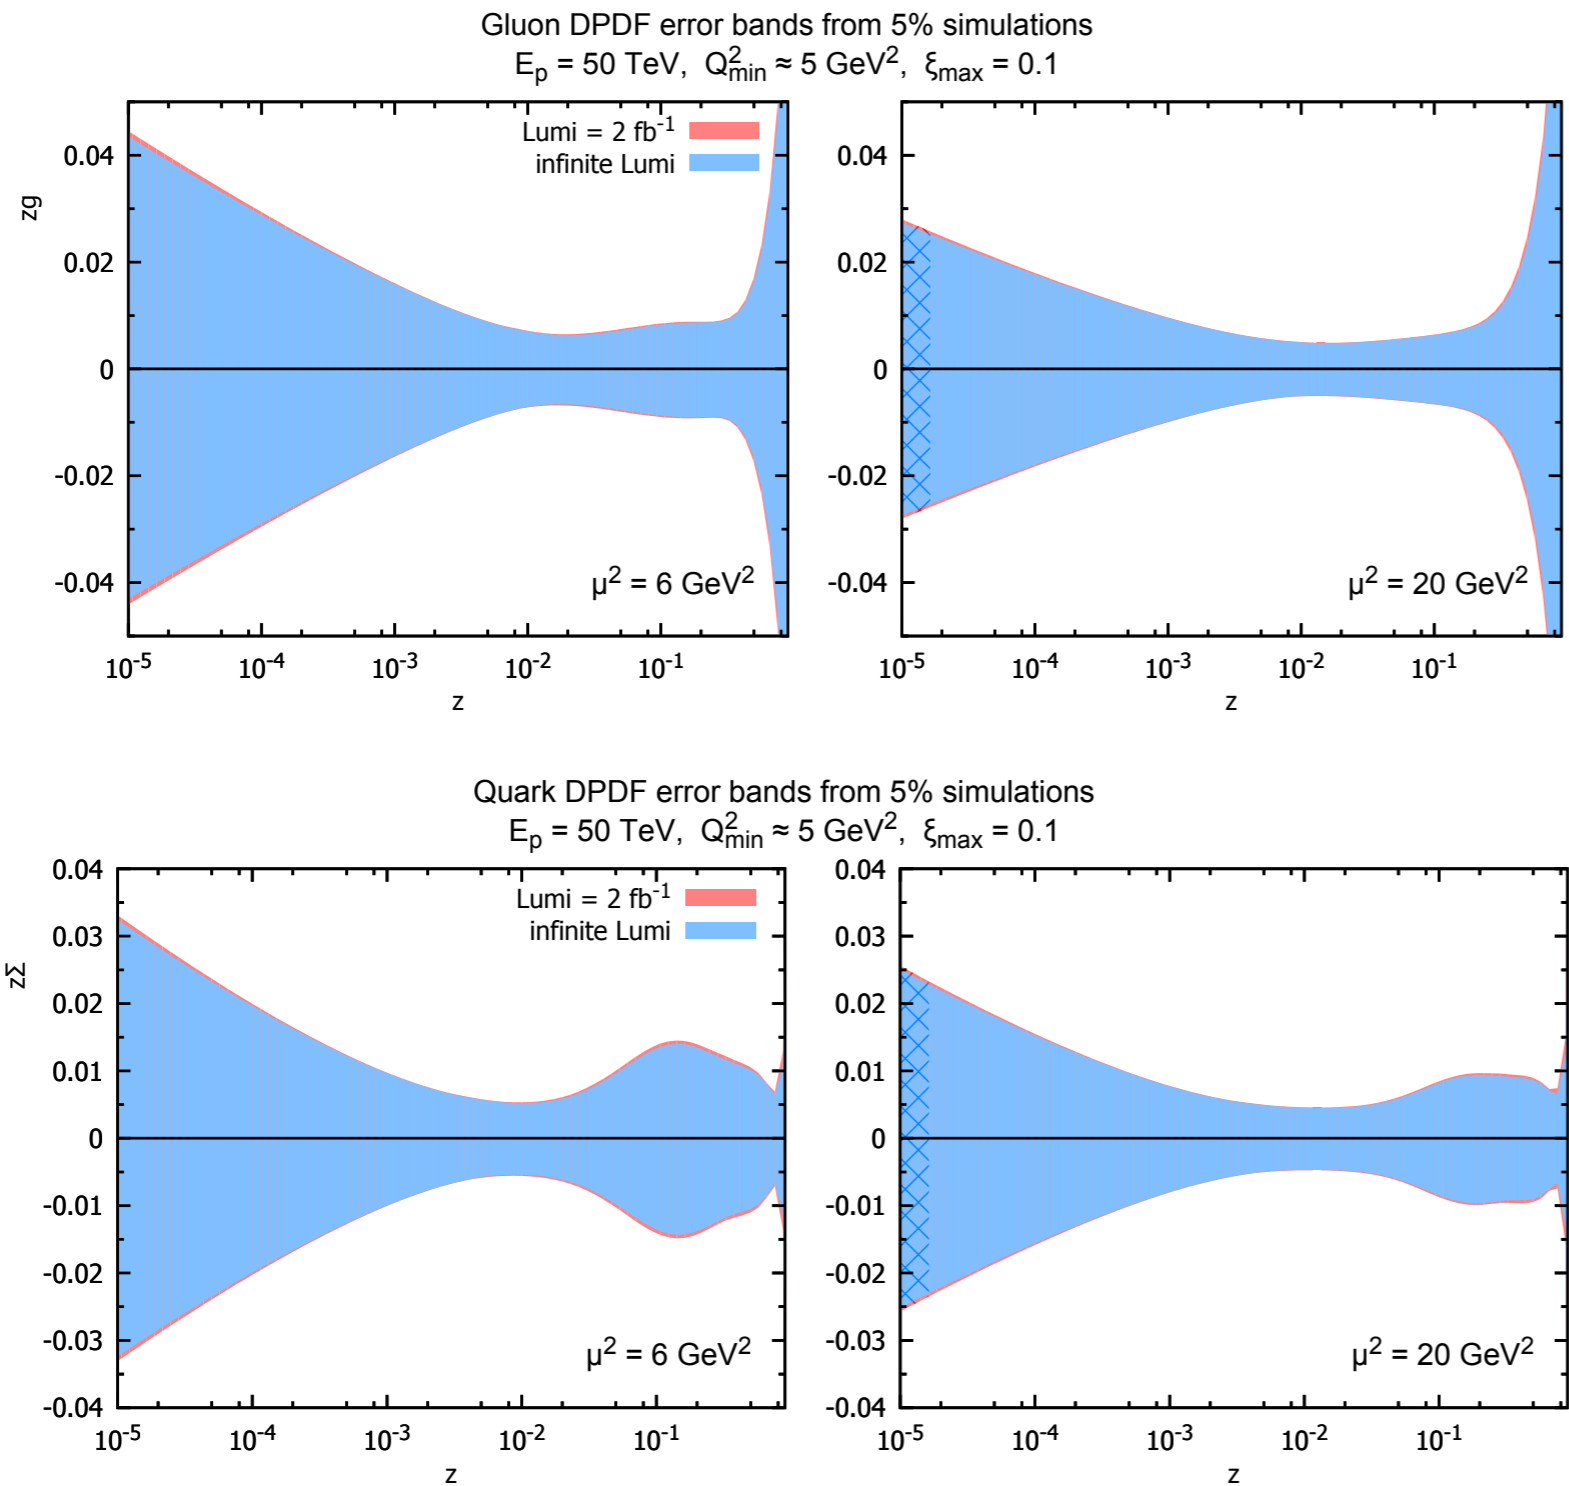 Gluon DPDF error bands from 5% simulations
E_p = 50 TeV, Q²_min ≈ 5 GeV², ξ_max = 0.1
Lumi = 2 fb⁻¹
infinite Lumi
zg
0.04
0.02
0
-0.02
-0.04
μ² = 6 GeV²
10⁻⁵ 10⁻⁴ 10⁻³ 10⁻² 10⁻¹
z
0.04
0.02
0
-0.02
-0.04
μ² = 20 GeV²
10⁻⁵ 10⁻⁴ 10⁻³ 10⁻² 10⁻¹
z
Quark DPDF error bands from 5% simulations
E_p = 50 TeV, Q²_min ≈ 5 GeV², ξ_max = 0.1
Lumi = 2 fb⁻¹
infinite Lumi
zΣ
0.04
0.03
0.02
0.01
0
-0.01
-0.02
-0.03
-0.04
μ² = 6 GeV²
10⁻⁵ 10⁻⁴ 10⁻³ 10⁻² 10⁻¹
z
0.04
0.03
0.02
0.01
0
-0.01
-0.02
-0.03
-0.04
μ² = 20 GeV²
10⁻⁵ 10⁻⁴ 10⁻³ 10⁻² 10⁻¹
z